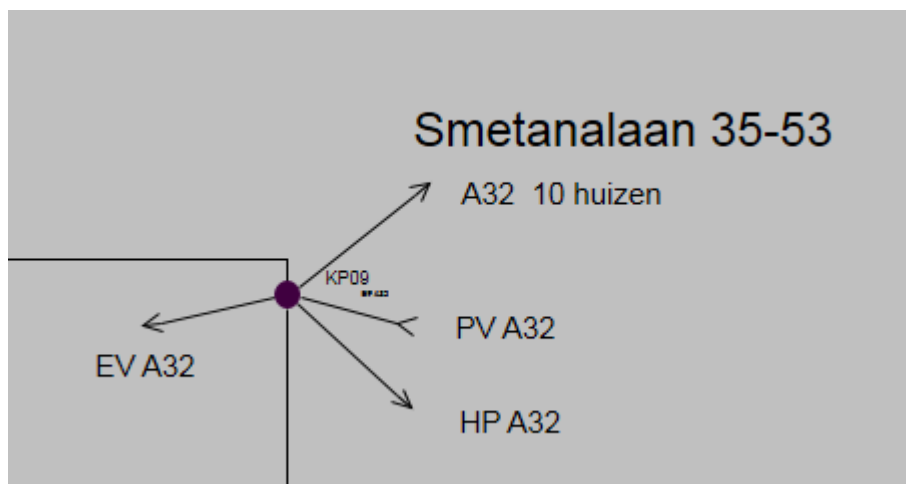 Smetanalaan 35-53
A32 10 huizen
KP09
PV A32
EV A32
HP A32